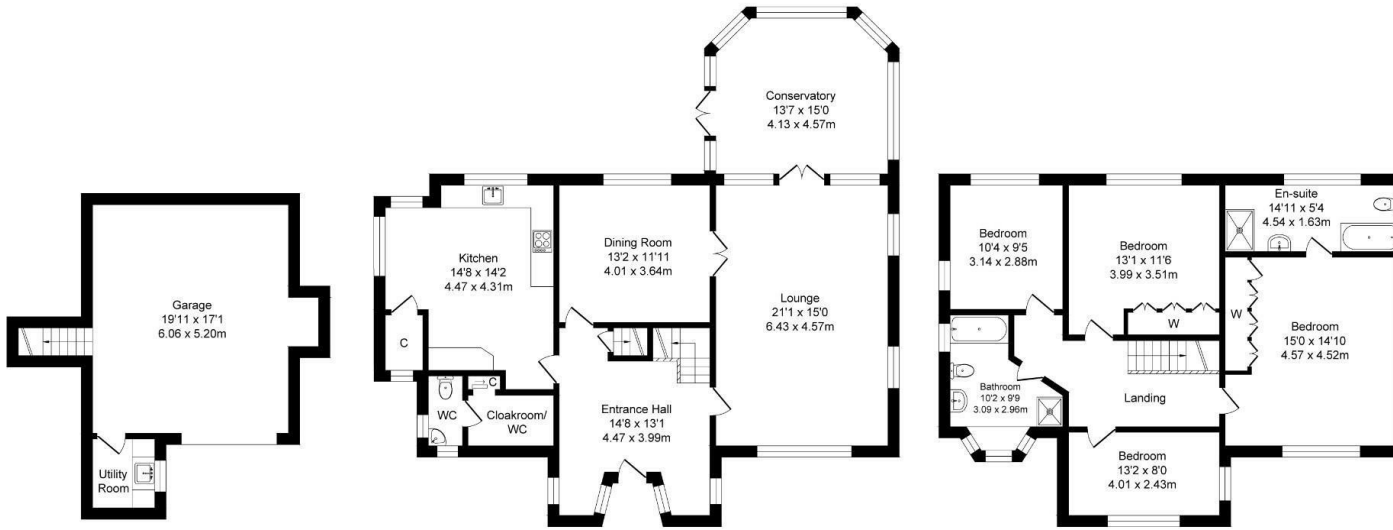 Garage
19'11 x 17'1
6.06 x 5.20m
Utility
Room
Conservatory
13'7 x 15'0
4.13 x 4.57m
Kitchen
14'8 x 14'2
4.47 x 4.31m
Dining Room
13'2 x 11'11
4.01 x 3.64m
Lounge
21'1 x 15'0
6.43 x 4.57m
C
C
WC
Cloakroom/
WC
Entrance Hall
14'8 x 13'1
4.47 x 3.99m
En-suite
14'11 x 5'4
4.54 x 1.63m
Bedroom
10'4 x 9'5
3.14 x 2.88m
Bedroom
13'1 x 11'6
3.99 x 3.51m
W
W
Bedroom
15'0 x 14'10
4.57 x 4.52m
Bathroom
10'2 x 9'9
3.09 x 2.96m
Landing
Bedroom
13'2 x 8'0
4.01 x 2.43m